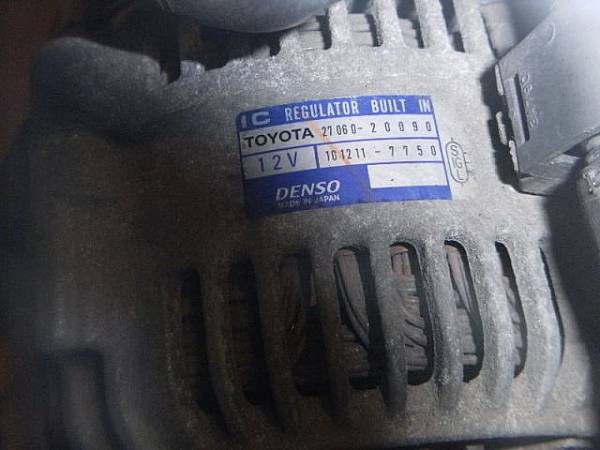 IC REGULATOR BUILT IN
TOYOTA 27060-20090
12V 101211-7750
DENSO
MADE IN JAPAN